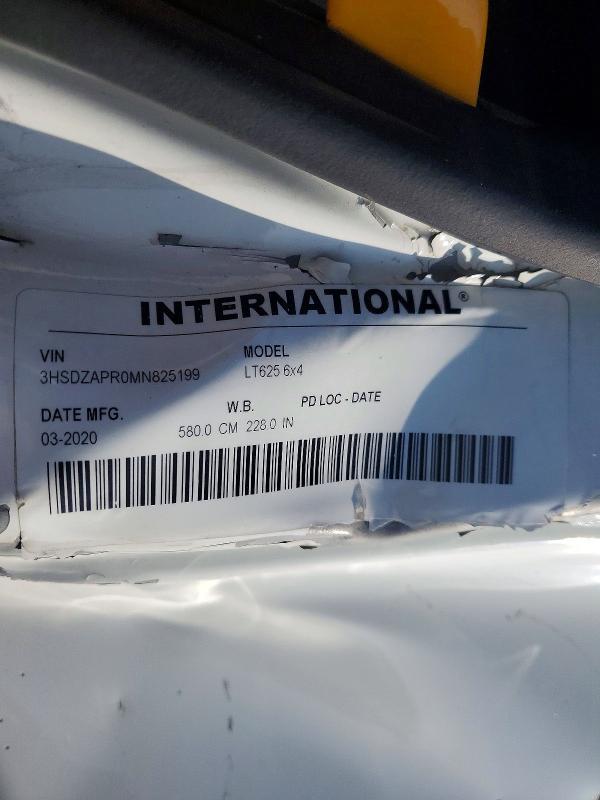 INTERNATIONAL®
VIN MODEL
3HSDZAPR0MN825199 LT625 6x4
DATE MFG. W.B. PD LOC - DATE
03-2020 580.0 CM 228.0 IN